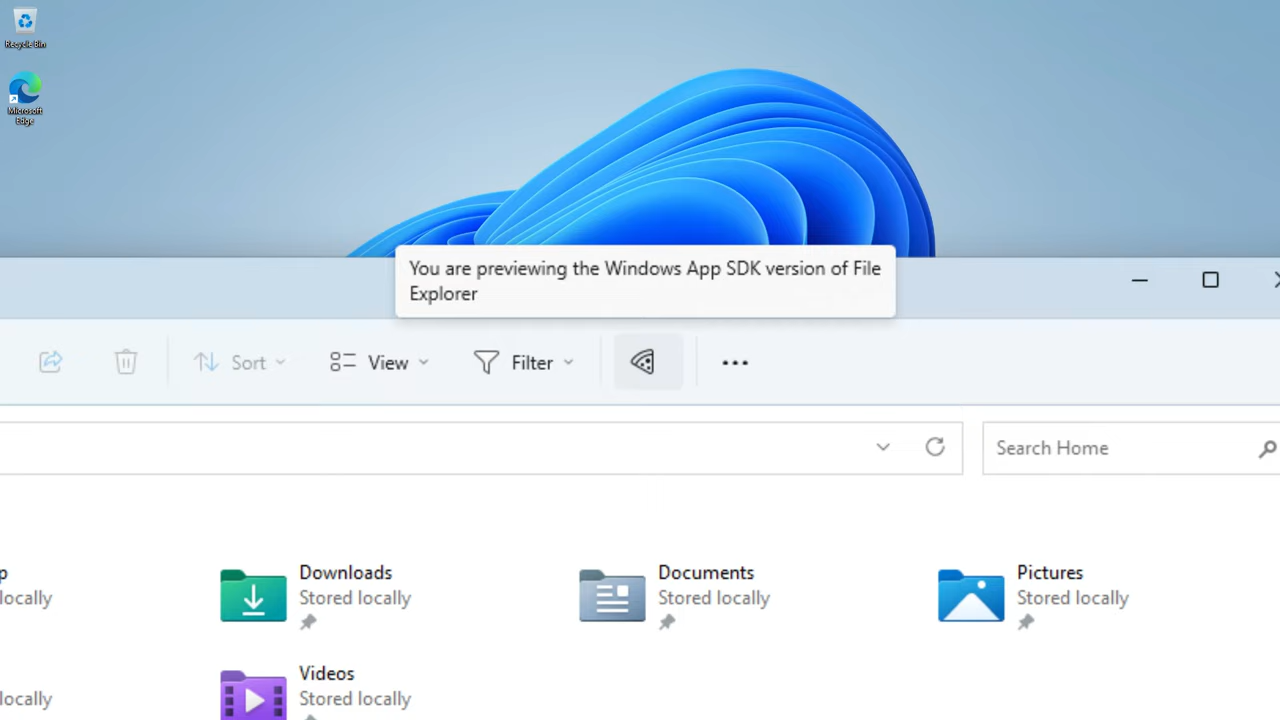 Recycle Bin
Microsoft
Edge
You are previewing the Windows App SDK version of File
Explorer
Sort
View
Filter
Search Home
p
locally
Downloads
Stored locally
Documents
Stored locally
Pictures
Stored locally
locally
Videos
Stored locally